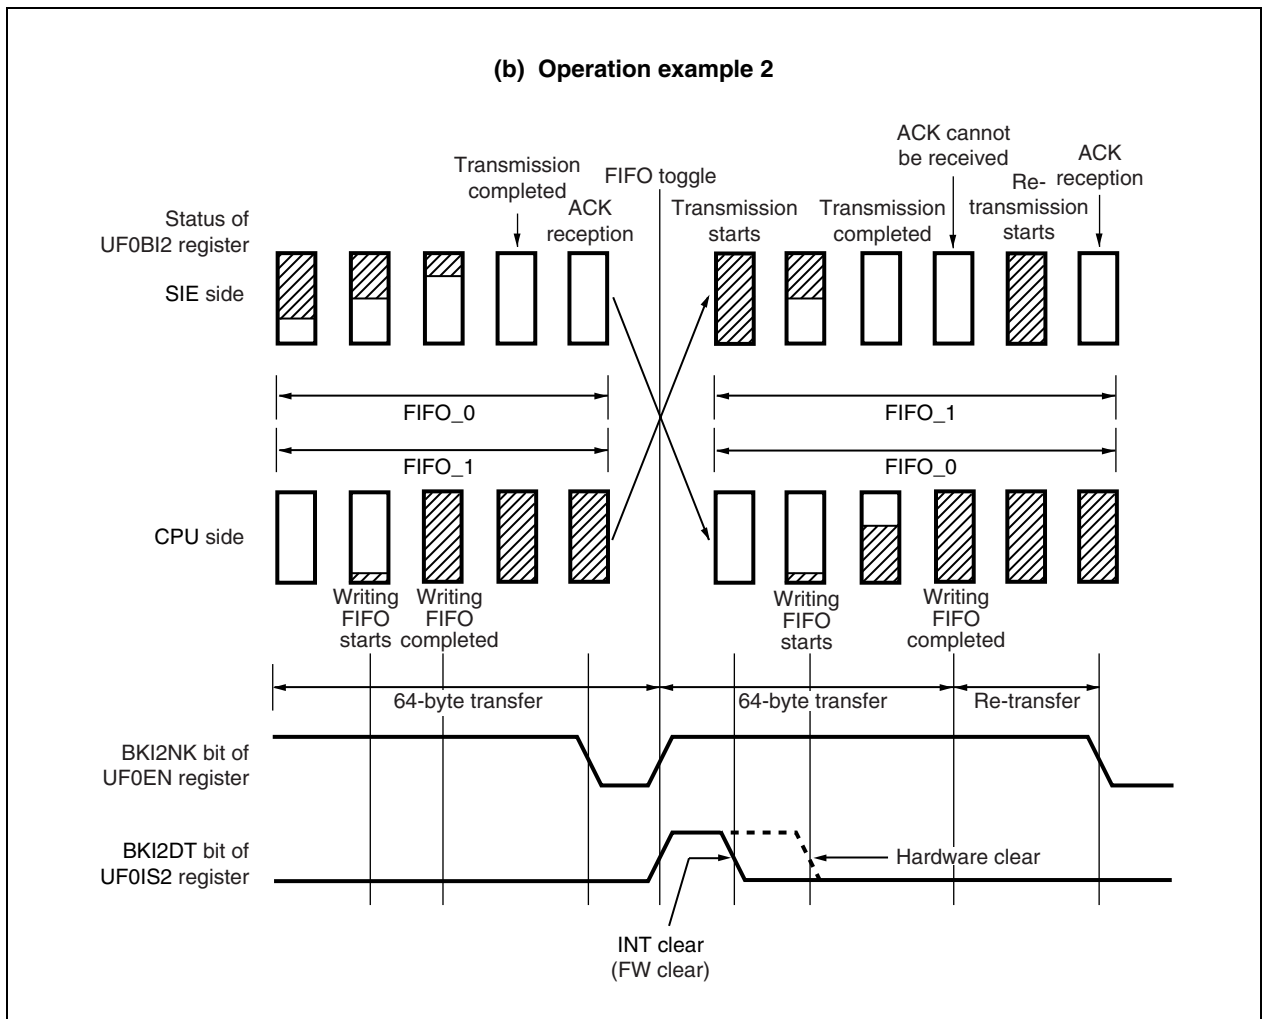 (b) Operation example 2
Transmission
completed
FIFO toggle
ACK
reception
Transmission
starts
Transmission
completed
ACK cannot
be received
Re-
transmission
starts
ACK
reception
Status of
UF0BI2 register
SIE side
FIFO_0
FIFO_1
FIFO_1
FIFO_0
CPU side
Writing
FIFO
starts
Writing
FIFO
completed
Writing
FIFO
starts
Writing
FIFO
completed
64-byte transfer
64-byte transfer
Re-transfer
BKI2NK bit of
UF0EN register
BKI2DT bit of
UF0IS2 register
Hardware clear
INT clear
(FW clear)